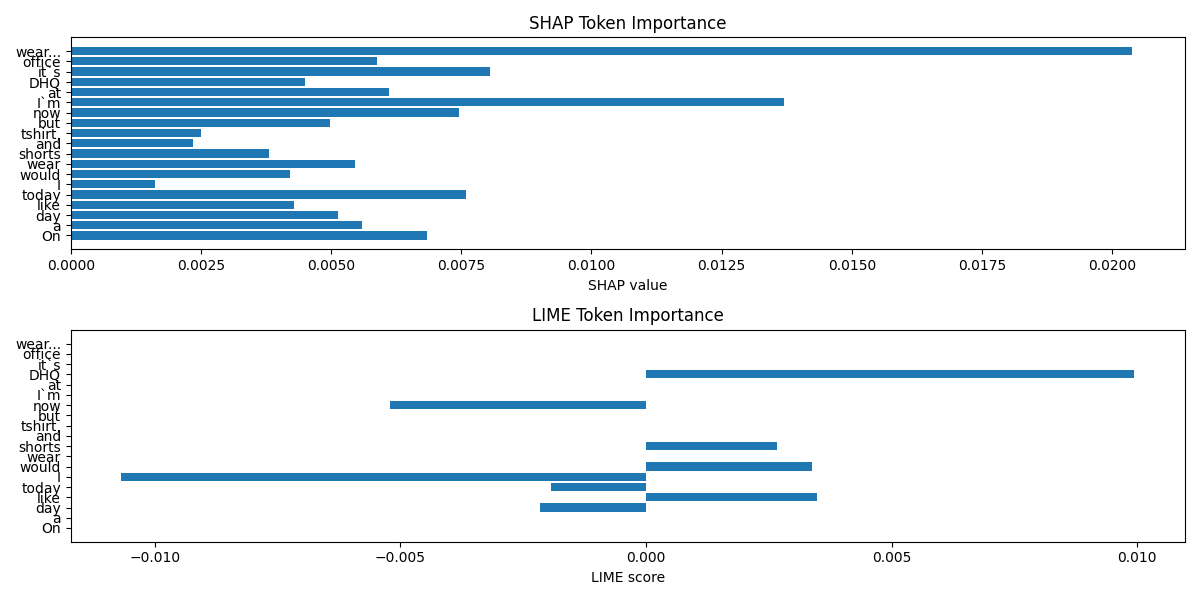 SHAP Token Importance
wear...
office
it`s
DHQ
at
I`m
now
but
tshirt,
and
shorts
wear
would
I
today
like
day
a
On
0.0000 0.0025 0.0050 0.0075 0.0100 0.0125 0.0150 0.0175 0.0200
SHAP value
LIME Token Importance
wear...
office
it`s
DHQ
at
I`m
now
but
tshirt,
and
shorts
wear
would
I
today
like
day
a
On
−0.010 −0.005 0.000 0.005 0.010
LIME score